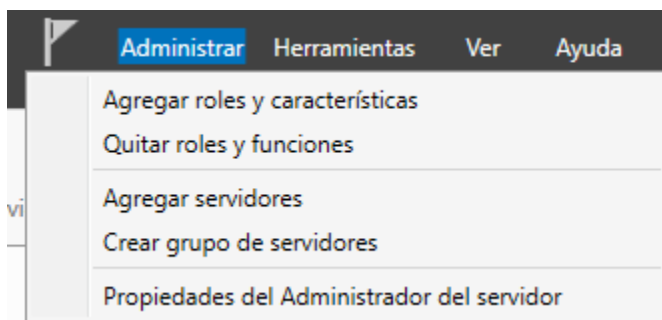 Administrar Herramientas Ver Ayuda
Agregar roles y características
Quitar roles y funciones
Agregar servidores
vi
Crear grupo de servidores
Propiedades del Administrador del servidor